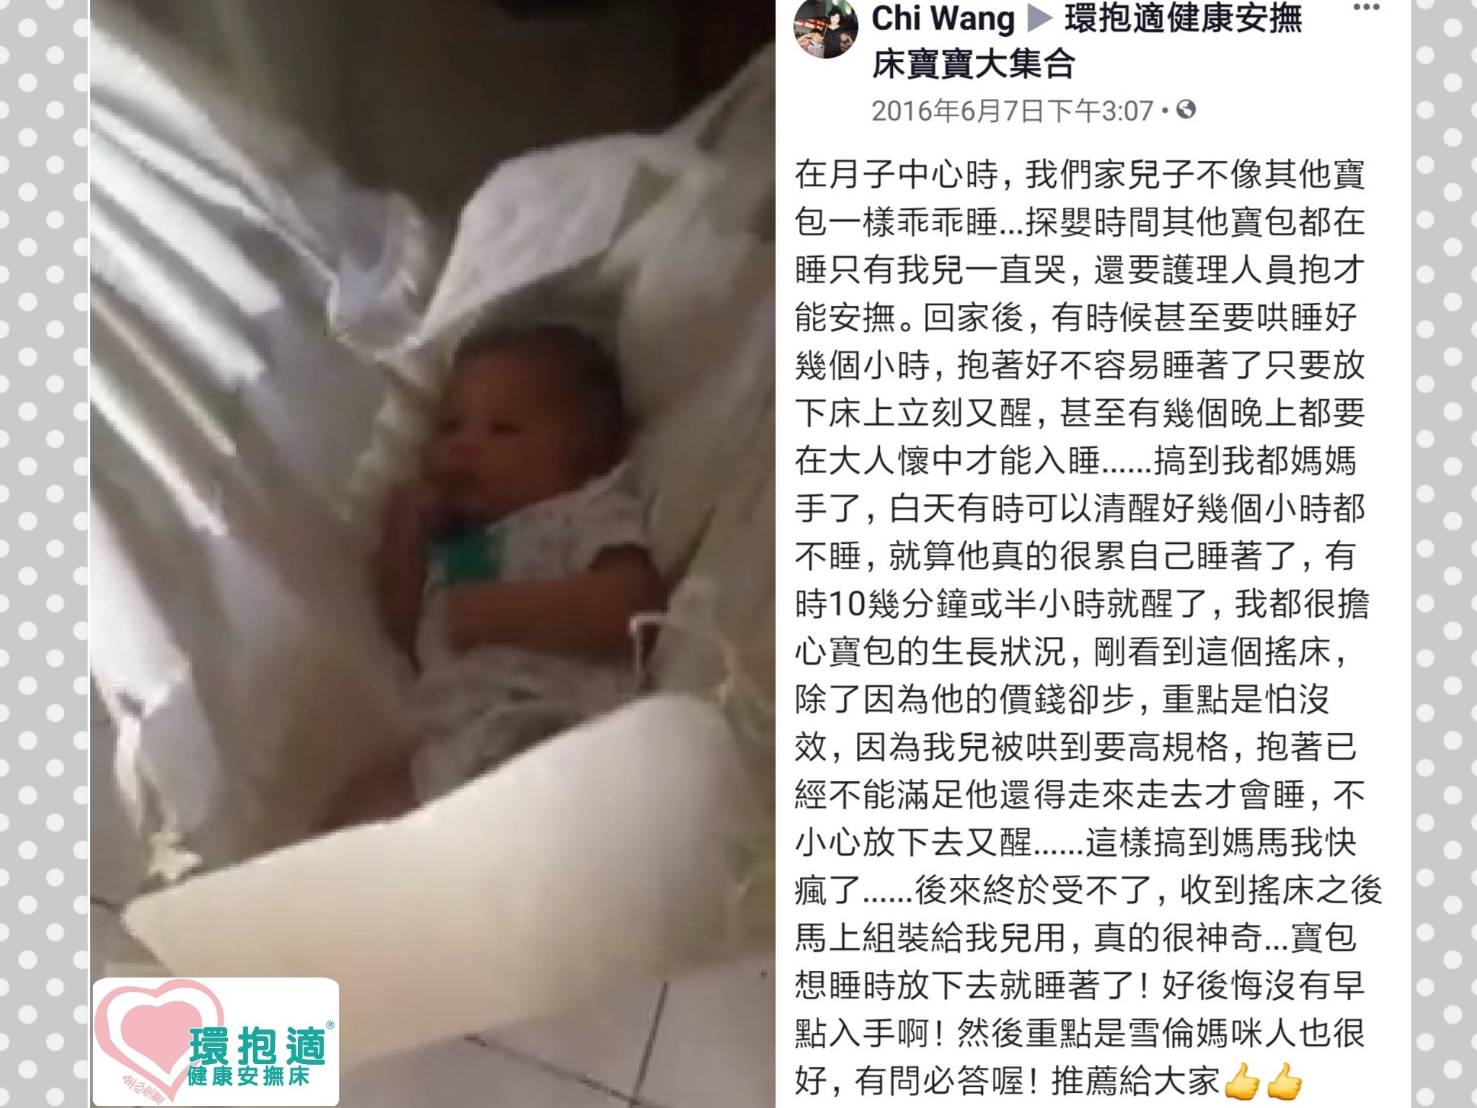 Chi Wang ▶ 環抱適健康安撫
床寶寶大集合
2016年6月7日下午3:07
在月子中心時, 我們家兒子不像其他寶
包一樣乖乖睡...探嬰時間其他寶包都在
睡只有我兒一直哭, 還要護理人員抱才
能安撫。回家後, 有時候甚至要哄睡好
幾個小時, 抱著好不容易睡著了只要放
下床上立刻又醒, 甚至有幾個晚上都要
在大人懷中才能入睡......搞到我都媽媽
手了, 白天有時可以清醒好幾個小時都
不睡, 就算他真的很累自己睡著了, 有
時10幾分鐘或半小時就醒了, 我都很擔
心寶包的生長狀況, 剛看到這個搖床,
除了因為他的價錢卻步, 重點是怕沒
效, 因為我兒被哄到要高規格, 抱著已
經不能滿足他還得走來走去才會睡, 不
小心放下去又醒......這樣搞到媽馬我快
瘋了......後來終於受不了, 收到搖床之後
馬上組裝給我兒用, 真的很神奇...寶包
想睡時放下去就睡著了! 好後悔沒有早
點入手啊! 然後重點是雪倫媽咪人也很
好, 有問必答喔! 推薦給大家👍👍
環抱適®
健康安撫床